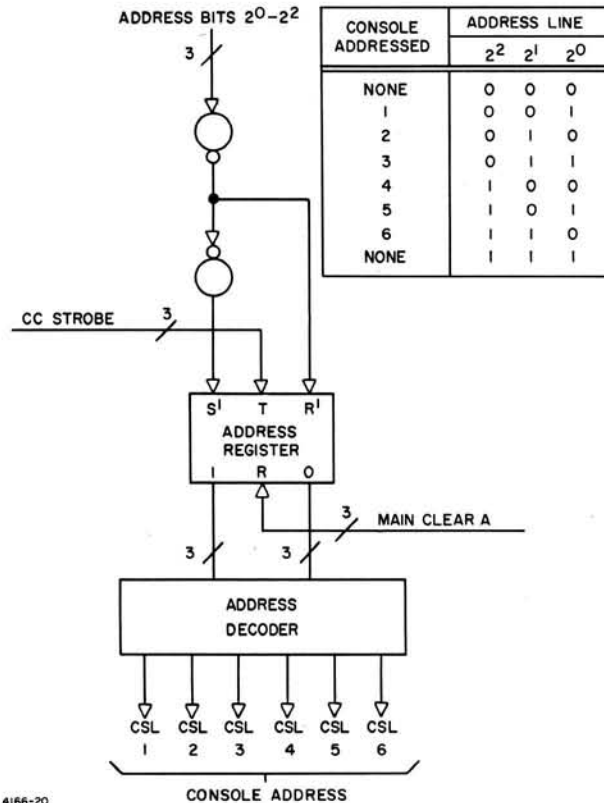 ADDRESS BITS 2⁰-2²
3
CONSOLE ADDRESSED
ADDRESS LINE
2² 2¹ 2⁰
NONE 0 0 0
1 0 0 1
2 0 1 0
3 0 1 1
4 1 0 0
5 1 0 1
6 1 1 0
NONE 1 1 1
CC STROBE
3
S¹ T R¹
ADDRESS
REGISTER
1 R 0
3
MAIN CLEAR A
3 3
ADDRESS
DECODER
CSL CSL CSL CSL CSL CSL
1 2 3 4 5 6
CONSOLE ADDRESS
4166-20